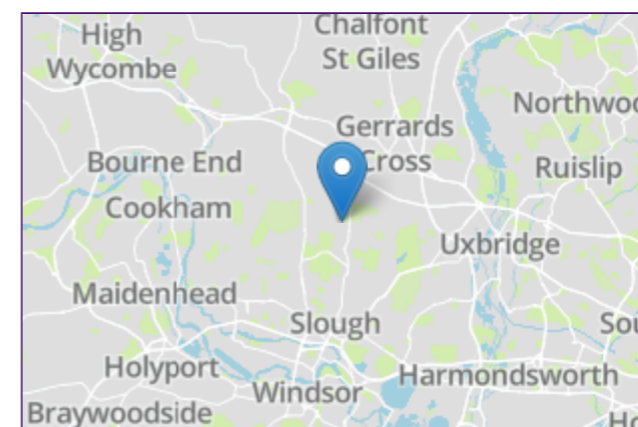 High
Wycombe
Chalfont
St Giles
Northwoo
Gerrards
Cross
Bourne End
Ruislip
Cookham
Uxbridge
Maidenhead
Slough
Sou
Holyport
Windsor
Harmondsworth
Braywoodside
Ho